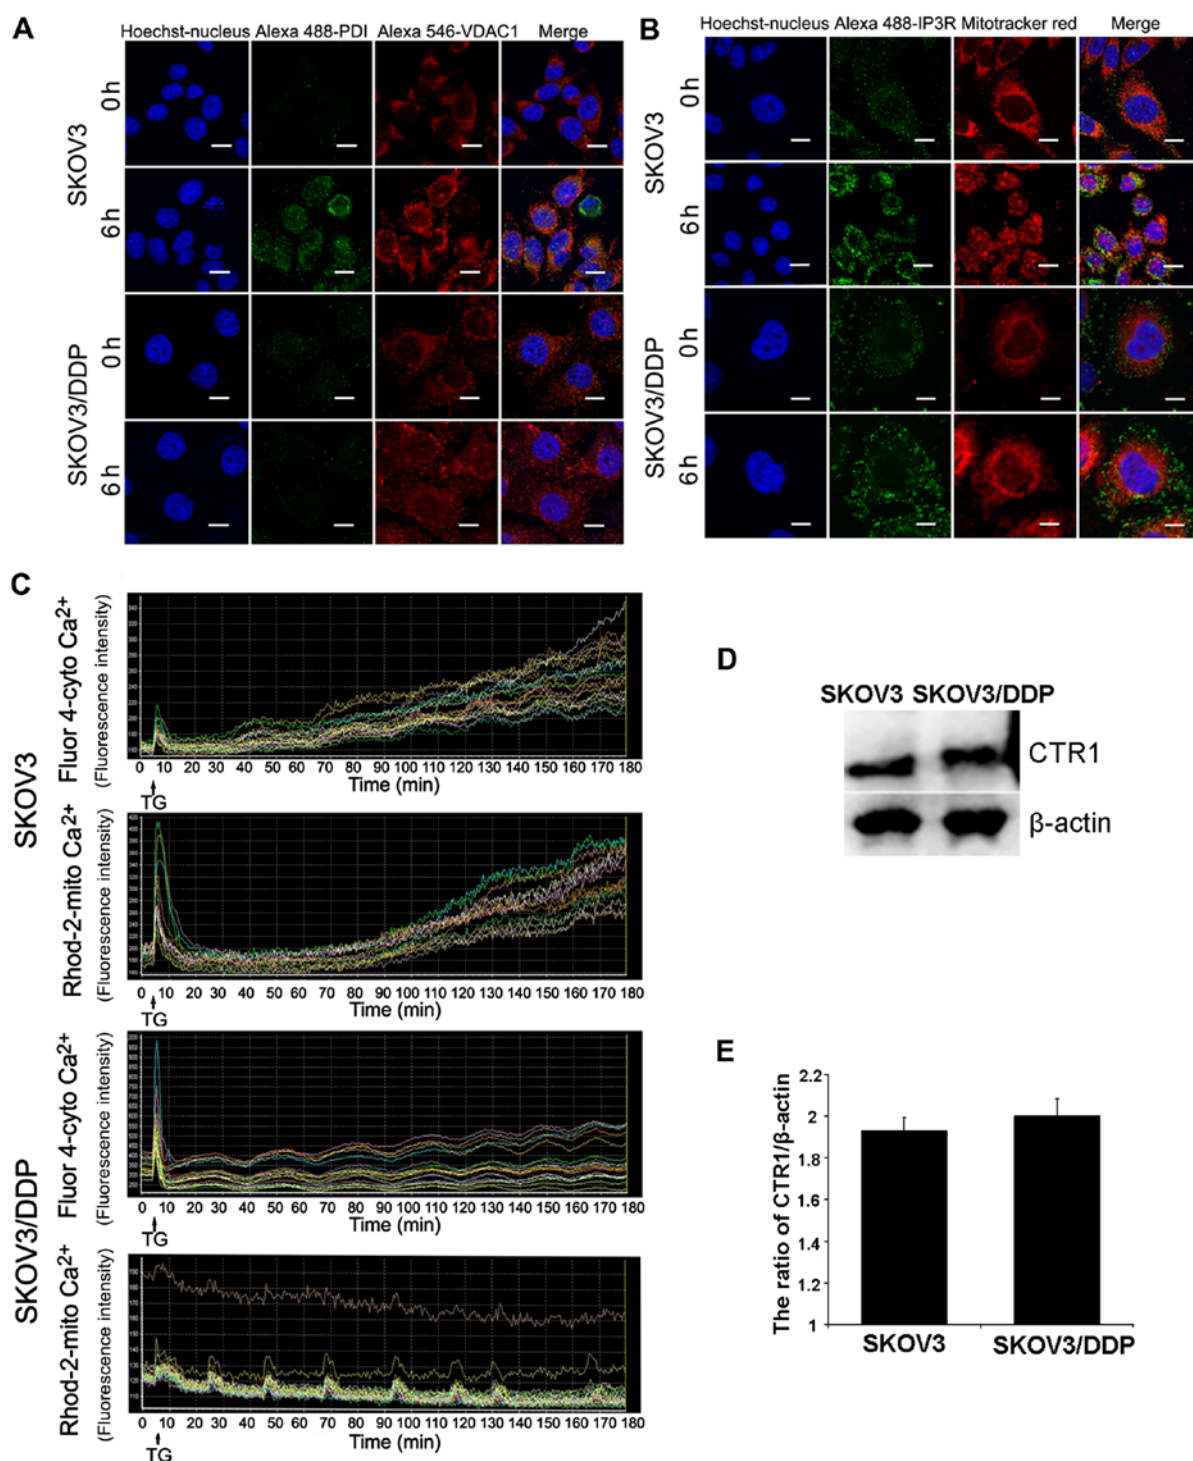 A
Hoechst-nucleus Alexa 488-PDI Alexa 546-VDAC1 Merge
SKOV3
0h
6h
SKOV3/DDP
0h
6h
B
Hoechst-nucleus Alexa 488-IP3R Mitotracker red Merge
SKOV3
0h
6h
SKOV3/DDP
0h
6h
C
SKOV3
Fluor 4-cyto Ca²⁺
(Fluorescence intensity)
0 10 20 30 40 50 60 70 80 90 100 110 120 130 140 150 160 170 180
Time (min)
TG
Rhod-2-mito Ca²⁺
(Fluorescence intensity)
0 10 20 30 40 50 60 70 80 90 100 110 120 130 140 150 160 170 180
Time (min)
TG
SKOV3/DDP
Fluor 4-cyto Ca²⁺
(Fluorescence intensity)
0 10 20 30 40 50 60 70 80 90 100 110 120 130 140 150 160 170 180
Time (min)
TG
Rhod-2-mito Ca²⁺
(Fluorescence intensity)
190
180
170
160
150
130
120
110
0 10 20 30 40 50 60 70 80 90 100 110 120 130 140 150 160 170 180
Time (min)
TG
D
SKOV3 SKOV3/DDP
CTR1
β-actin
E
The ratio of CTR1/β-actin
2.2
2
1.8
1.6
1.4
1.2
1
SKOV3 SKOV3/DDP